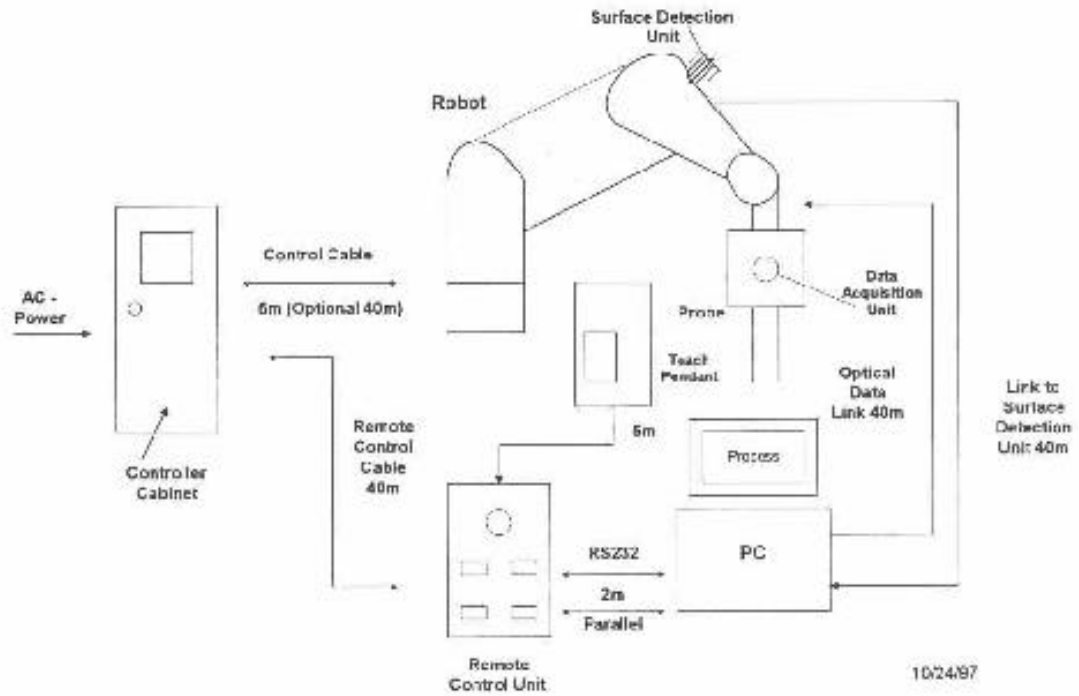 Surface Detection
Unit
Robot
Control Cable
6m (Optional 40m)
AC -
Power
Data
Acquisition
Unit
Probe
Teach
Pendant
Optical
Data
Link 40m
Link to
Surface
Detection
Unit 40m
Remote
Control
Cable
40m
6m
Controller
Cabinet
Process
RS232
PC
2m
Parallel
Remote
Control Unit
10/24/97